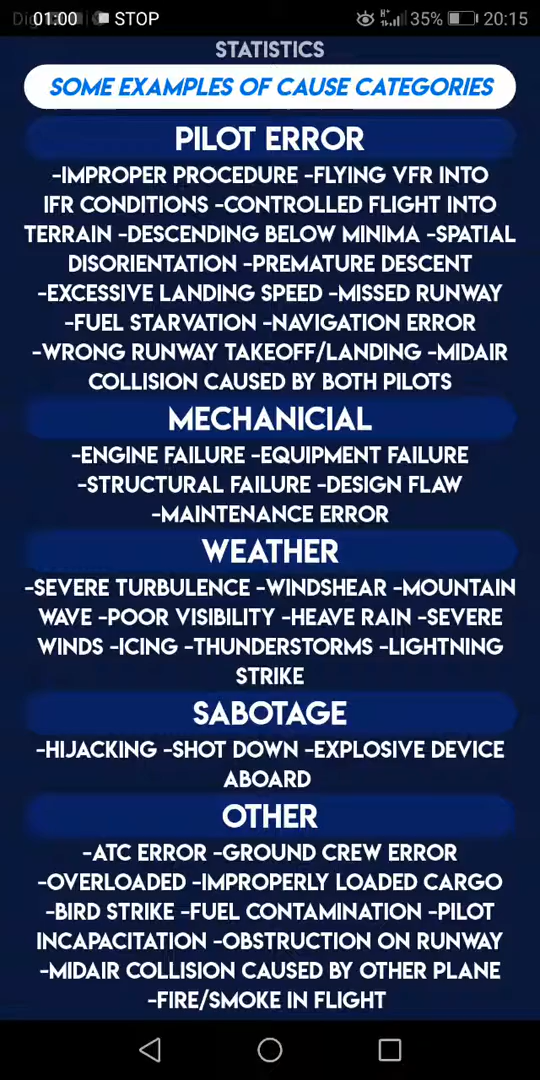 01:00 STOP 35% 20:15
STATISTICS
SOME EXAMPLES OF CAUSE CATEGORIES
PILOT ERROR
-IMPROPER PROCEDURE -FLYING VFR INTO
IFR CONDITIONS -CONTROLLED FLIGHT INTO
TERRAIN -DESCENDING BELOW MINIMA -SPATIAL
DISORIENTATION -PREMATURE DESCENT
-EXCESSIVE LANDING SPEED -MISSED RUNWAY
-FUEL STARVATION -NAVIGATION ERROR
-WRONG RUNWAY TAKEOFF/LANDING -MIDAIR
COLLISION CAUSED BY BOTH PILOTS
MECHANICIAL
-ENGINE FAILURE -EQUIPMENT FAILURE
-STRUCTURAL FAILURE -DESIGN FLAW
-MAINTENANCE ERROR
WEATHER
-SEVERE TURBULENCE -WINDSHEAR -MOUNTAIN
WAVE -POOR VISIBILITY -HEAVE RAIN -SEVERE
WINDS -ICING -THUNDERSTORMS -LIGHTNING
STRIKE
SABOTAGE
-HIJACKING -SHOT DOWN -EXPLOSIVE DEVICE
ABOARD
OTHER
-ATC ERROR -GROUND CREW ERROR
-OVERLOADED -IMPROPERLY LOADED CARGO
-BIRD STRIKE -FUEL CONTAMINATION -PILOT
INCAPACITATION -OBSTRUCTION ON RUNWAY
-MIDAIR COLLISION CAUSED BY OTHER PLANE
-FIRE/SMOKE IN FLIGHT